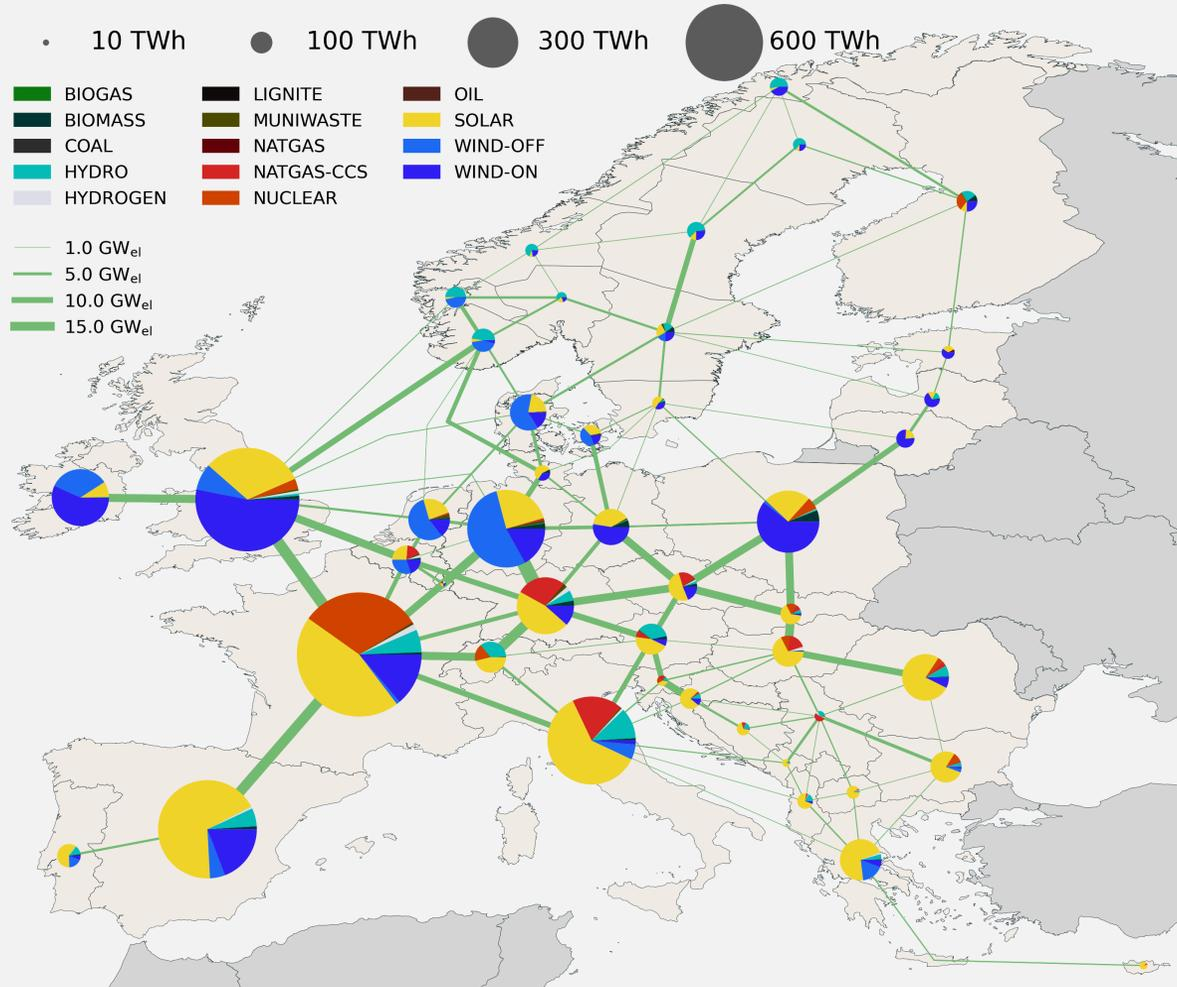 10 TWh 100 TWh 300 TWh 600 TWh
BIOGAS LIGNITE OIL
BIOMASS MUNIWASTE SOLAR
COAL NATGAS WIND-OFF
HYDRO NATGAS-CCS WIND-ON
HYDROGEN NUCLEAR
1.0 GWel
5.0 GWel
10.0 GWel
15.0 GWel